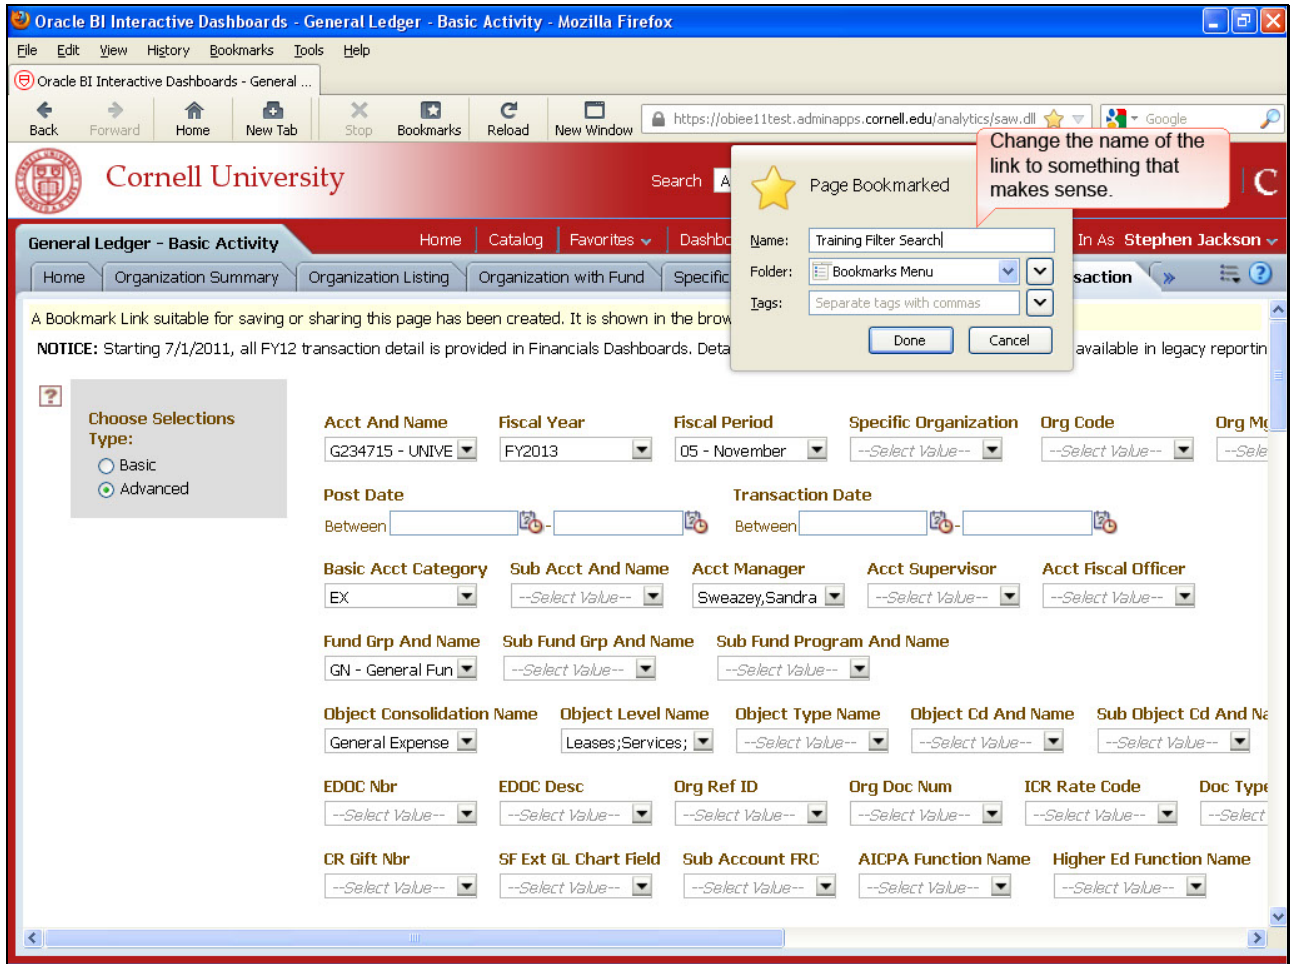 Oracle BI Interactive Dashboards - General Ledger - Basic Activity - Mozilla Firefox
File Edit View History Bookmarks Tools Help
Oracle BI Interactive Dashboards - General ...
Back Forward Home New Tab Stop Bookmarks Reload New Window https://obiee11test.adminapps.cornell.edu/analytics/saw.dll Google
Change the name of the
link to something that
makes sense.
Cornell University Search A C
Page Bookmarked
General Ledger - Basic Activity Home Catalog Favorites Dashbo In As Stephen Jackson
Name: Training Filter Search
Home Organization Summary Organization Listing Organization with Fund Specific saction »
Folder: Bookmarks Menu
Tags: Separate tags with commas
Done Cancel
A Bookmark Link suitable for saving or sharing this page has been created. It is shown in the brow
NOTICE: Starting 7/1/2011, all FY12 transaction detail is provided in Financials Dashboards. Deta available in legacy reportin
?
Choose Selections
Type:
Basic
Advanced
Acct And Name Fiscal Year Fiscal Period Specific Organization Org Code Org Mg
G234715 - UNIVE FY2013 05 - November --Select Value-- --Select Value-- --Sele
Post Date Transaction Date
Between - Between -
Basic Acct Category Sub Acct And Name Acct Manager Acct Supervisor Acct Fiscal Officer
EX --Select Value-- Sweazey,Sandra --Select Value-- --Select Value--
Fund Grp And Name Sub Fund Grp And Name Sub Fund Program And Name
GN - General Fun --Select Value-- --Select Value--
Object Consolidation Name Object Level Name Object Type Name Object Cd And Name Sub Object Cd And Na
General Expense Leases;Services; --Select Value-- --Select Value-- --Select Value--
EDOC Nbr EDOC Desc Org Ref ID Org Doc Num ICR Rate Code Doc Type
--Select Value-- --Select Value-- --Select Value-- --Select Value-- --Select Value-- --Select
CR Gift Nbr SF Ext GL Chart Field Sub Account FRC AICPA Function Name Higher Ed Function Name
--Select Value-- --Select Value-- --Select Value-- --Select Value-- --Select Value--